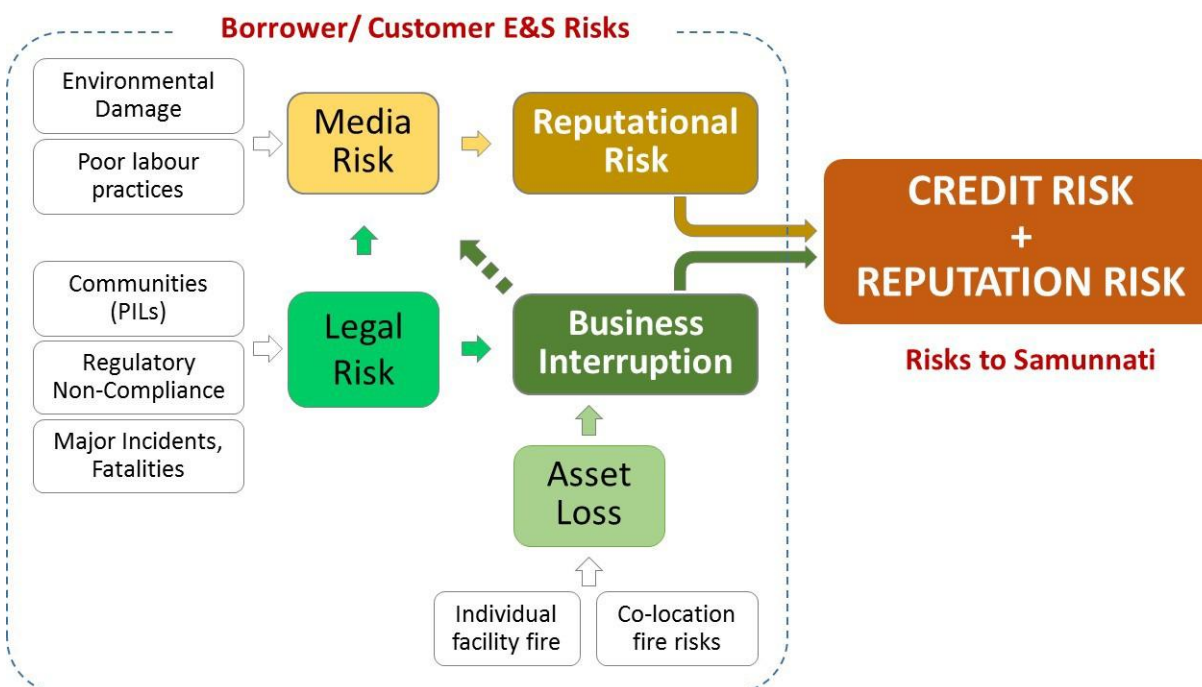 Borrower/ Customer E&S Risks
Environmental
Damage
Poor labour
practices
Media
Risk
Reputational
Risk
CREDIT RISK
+
REPUTATION RISK
Risks to Samunnati
Communities
(PILs)
Regulatory
Non-Compliance
Major Incidents,
Fatalities
Legal
Risk
Business
Interruption
Asset
Loss
Individual
facility fire
Co-location
fire risks